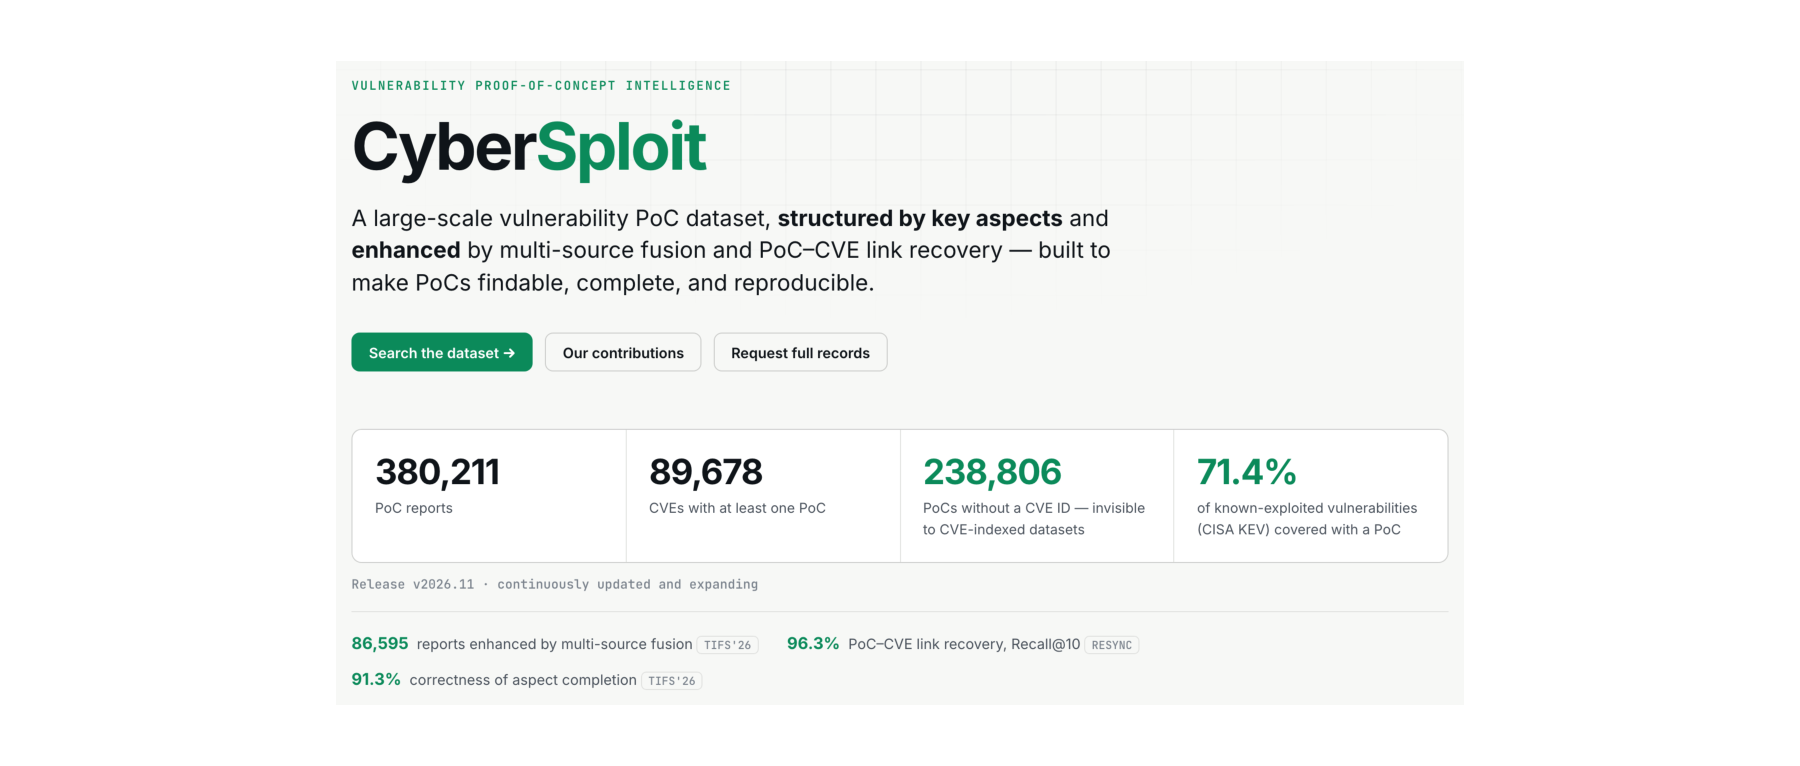 VULNERABILITY PROOF-OF-CONCEPT INTELLIGENCE
CyberSploit
A large-scale vulnerability PoC dataset, structured by key aspects and
enhanced by multi-source fusion and PoC–CVE link recovery — built to
make PoCs findable, complete, and reproducible.
Search the dataset →
Our contributions
Request full records
380,211
PoC reports
89,678
CVEs with at least one PoC
238,806
PoCs without a CVE ID — invisible
to CVE-indexed datasets
71.4%
of known-exploited vulnerabilities
(CISA KEV) covered with a PoC
Release v2026.11 · continuously updated and expanding
86,595 reports enhanced by multi-source fusion TIFS'26
96.3% PoC–CVE link recovery, Recall@10 RESYNC
91.3% correctness of aspect completion TIFS'26